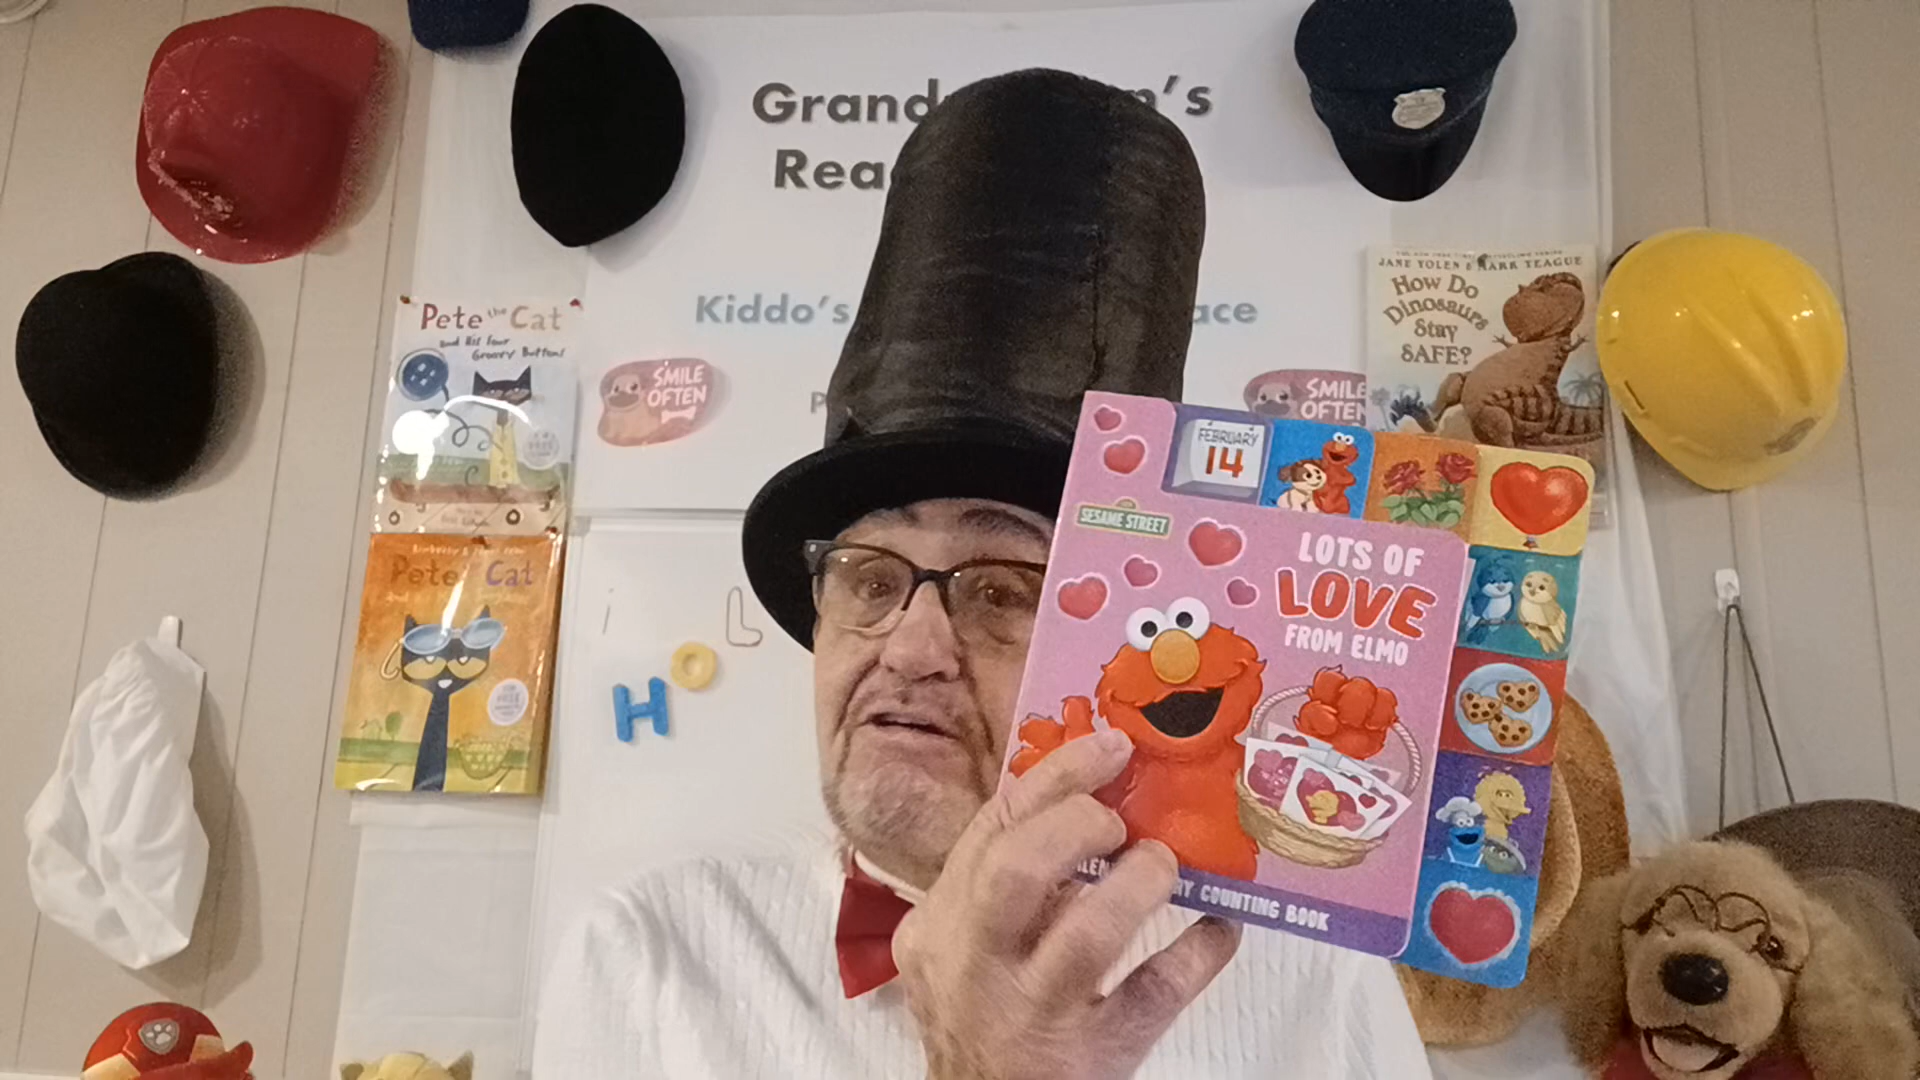 Grand
n's
Rea
Kiddo's
ace
P
SMILE
OFTEN
SMILE
OFTEN
Pete the Cat
and His Four
Groovy Buttons
Pete
Cat
JANE YOLEN & MARK TEAGUE
How Do
Dinosaurs
Stay
SAFE?
FEBRUARY
14
SESAME STREET
LOTS OF
LOVE
FROM ELMO
COUNTING BOOK
i
L
H O